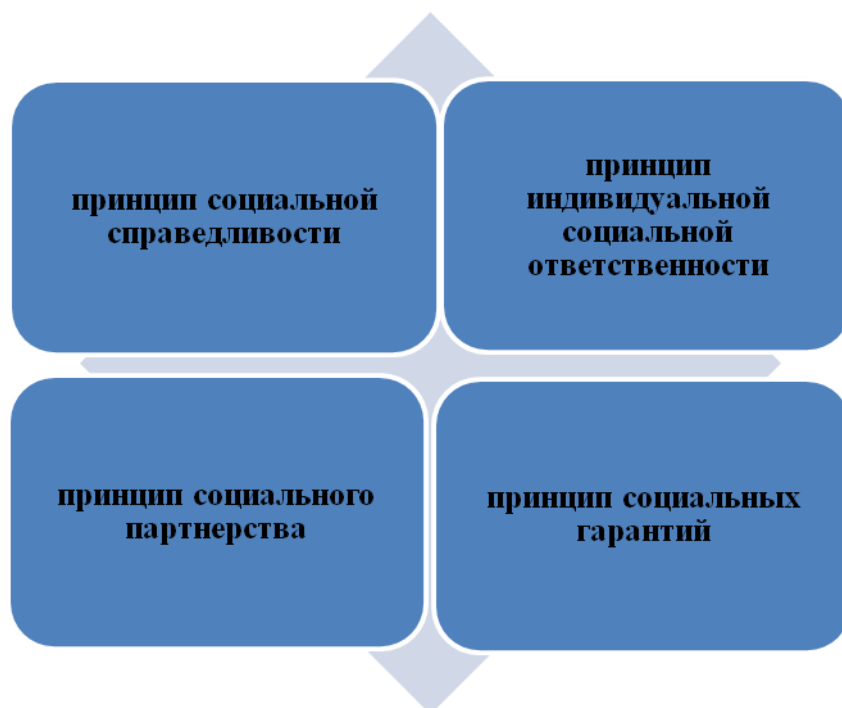 принцип социальной
справедливости
принцип
индивидуальной
социальной
ответственности
принцип социального
партнерства
принцип социальных
гарантий